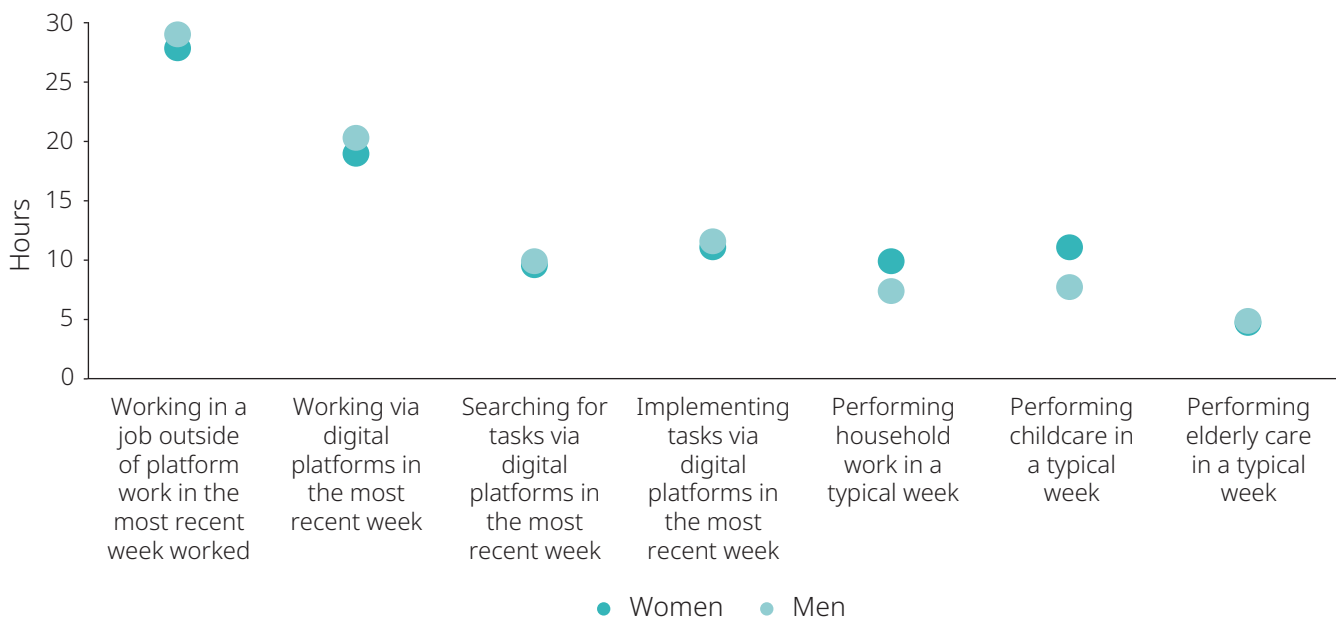 30
25
20
15
10
5
0
Hours
Working in a
job outside
of platform
work in the
most recent
week worked
Working via
digital
platforms in
the most
recent week
Searching for
tasks via
digital
platforms in
the most
recent week
Implementing
tasks via
digital
platforms in
the most
recent week
Performing
household
work in a
typical week
Performing
childcare in
a typical
week
Performing
elderly care
in a typical
week
Women
Men